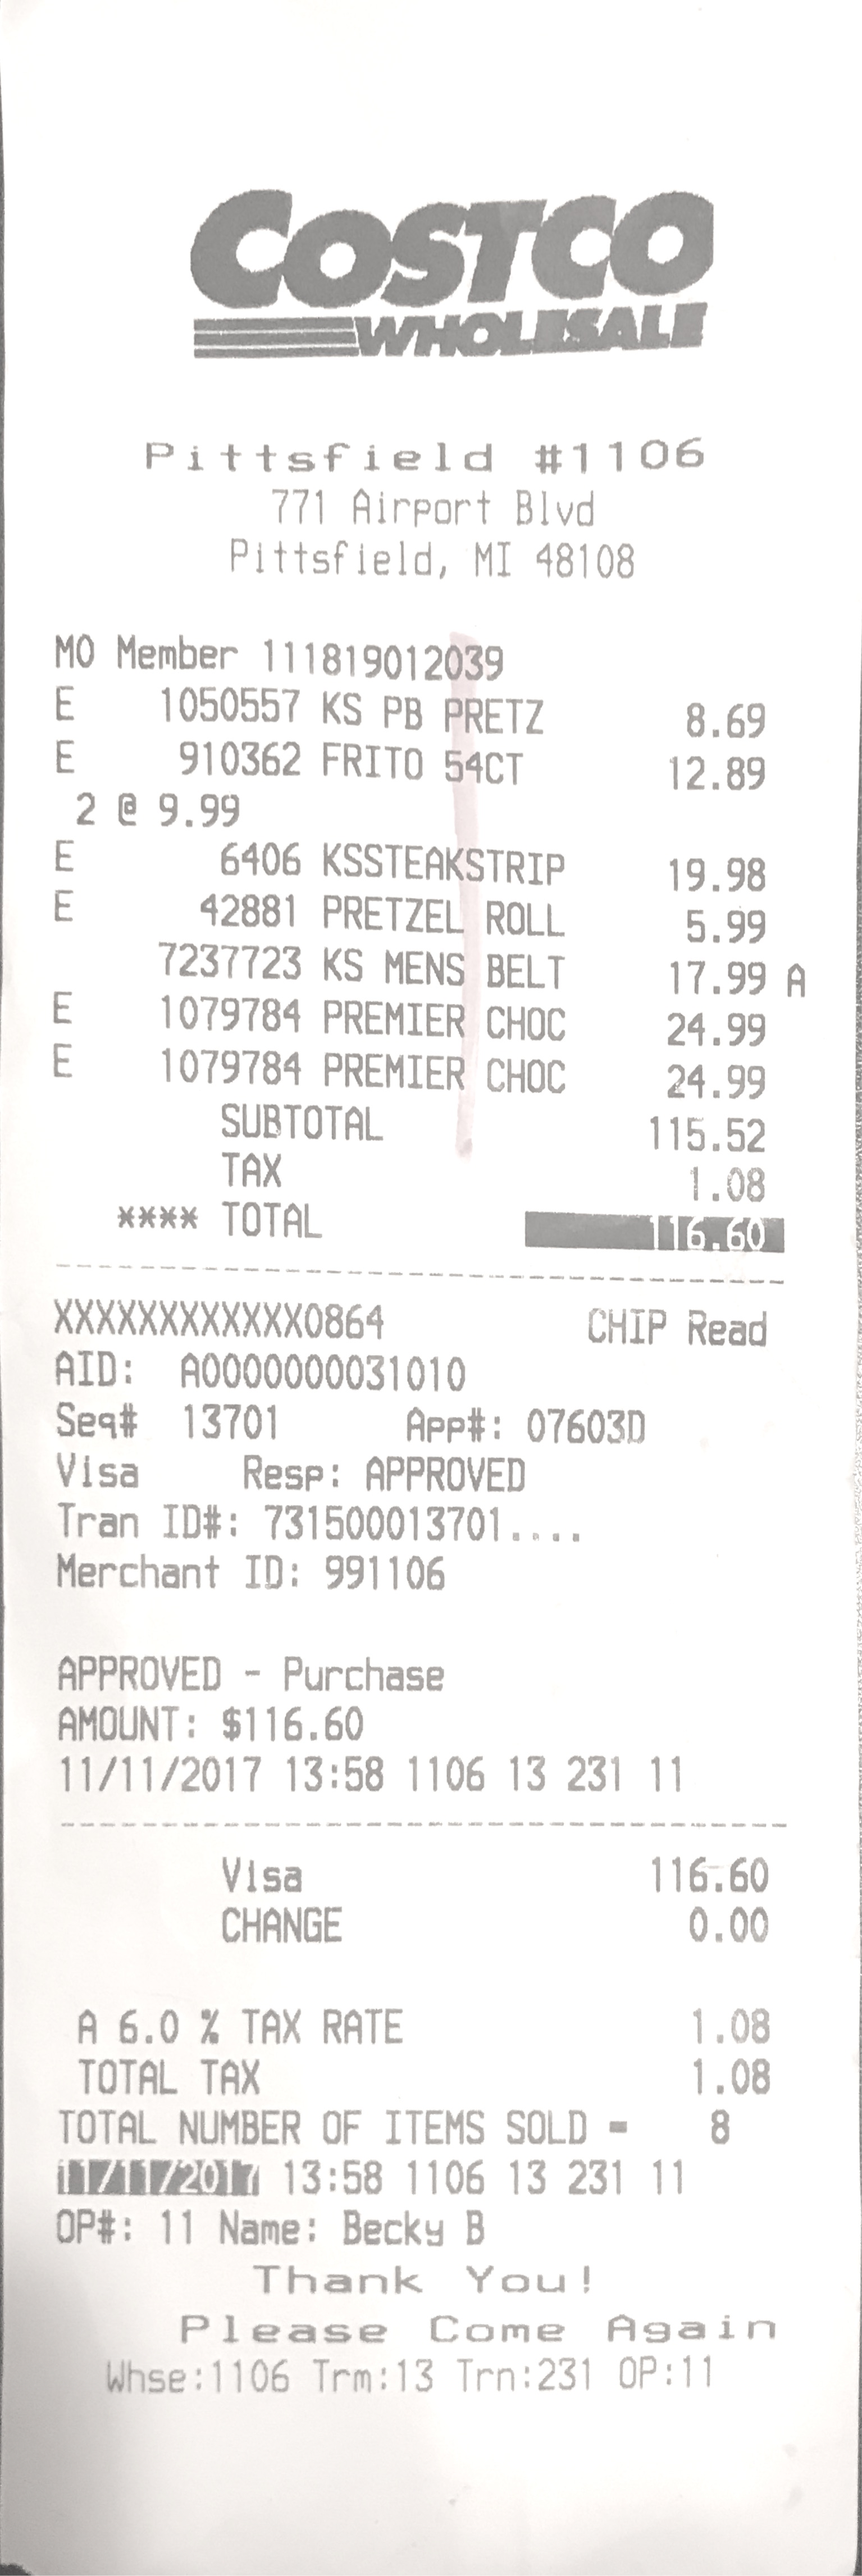 COSTCO
WHOLESALE
Pittsfield #1106
771 Airport Blvd
Pittsfield, MI 48108
MO Member 111819012039
E 1050557 KS PB PRETZ 8.69
E 910362 FRITO 54CT 12.89
2 @ 9.99
E 6406 KSSTEAKSTRIP 19.98
E 42881 PRETZEL ROLL 5.99
7237723 KS MENS BELT 17.99 A
E 1079784 PREMIER CHOC 24.99
E 1079784 PREMIER CHOC 24.99
SUBTOTAL 115.52
TAX 1.08
**** TOTAL 116.60
XXXXXXXXXXXX0864 CHIP Read
AID: A0000000031010
Seq# 13701 App#: 07603D
Visa Resp: APPROVED
Tran ID#: 731500013701....
Merchant ID: 991106
APPROVED - Purchase
AMOUNT: $116.60
11/11/2017 13:58 1106 13 231 11
Visa 116.60
CHANGE 0.00
A 6.0 % TAX RATE 1.08
TOTAL TAX 1.08
TOTAL NUMBER OF ITEMS SOLD = 8
11/11/2017 13:58 1106 13 231 11
OP#: 11 Name: Becky B
Thank You!
Please Come Again
Whse:1106 Trm:13 Trn:231 OP:11